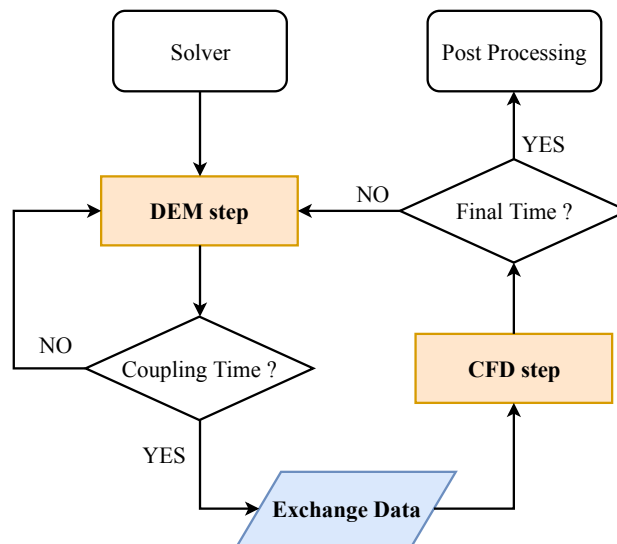 Solver
Post Processing
YES
DEM step
NO
Final Time ?
NO
Coupling Time ?
CFD step
YES
Exchange Data